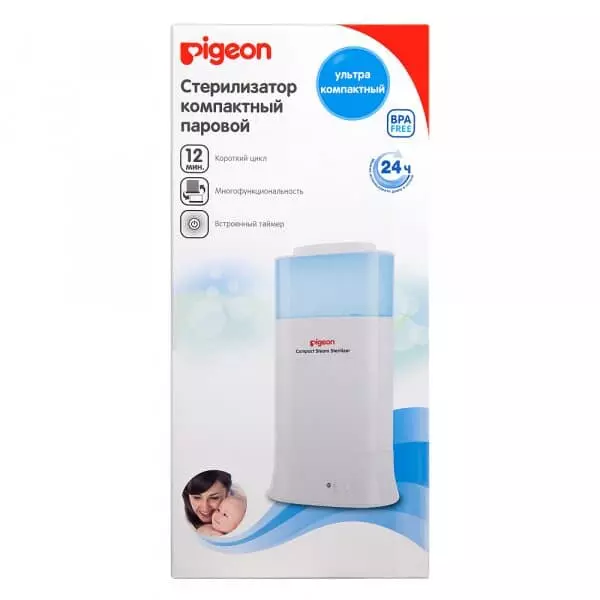 pigeon
Стерилизатор
компактный
паровой
ультра
компактный
BPA
FREE
12
МИН.
Короткий цикл
24 ч
Многофункциональность
Встроенный таймер
pigeon
Compact Steam Sterilizer